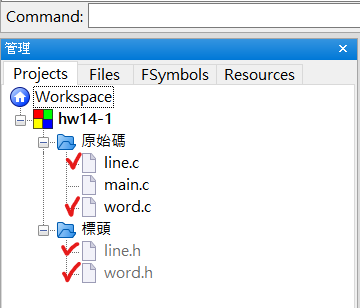 Command:
管理
Projects Files FSymbols Resources
Workspace
hw14-1
原始碼
line.c
main.c
word.c
標頭
line.h
word.h